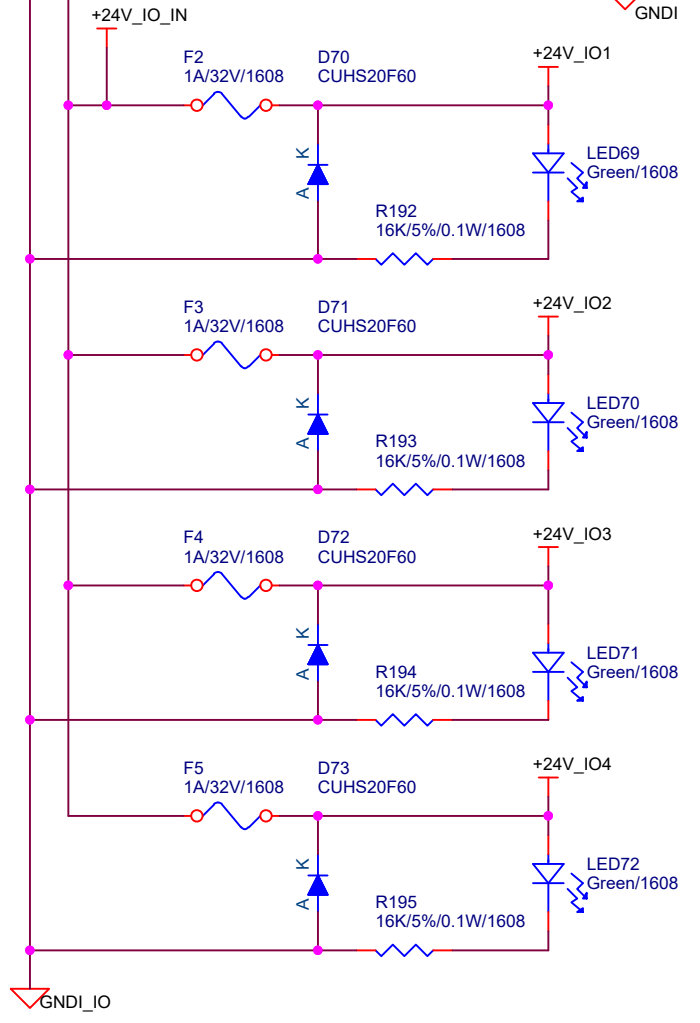 +24V_IO_IN
GNDI
F2
1A/32V/1608
D70
CUHS20F60
+24V_IO1
K
A
LED69
Green/1608
R192
16K/5%/0.1W/1608
F3
1A/32V/1608
D71
CUHS20F60
+24V_IO2
K
A
LED70
Green/1608
R193
16K/5%/0.1W/1608
F4
1A/32V/1608
D72
CUHS20F60
+24V_IO3
K
A
LED71
Green/1608
R194
16K/5%/0.1W/1608
F5
1A/32V/1608
D73
CUHS20F60
+24V_IO4
K
A
LED72
Green/1608
R195
16K/5%/0.1W/1608
GNDI_IO